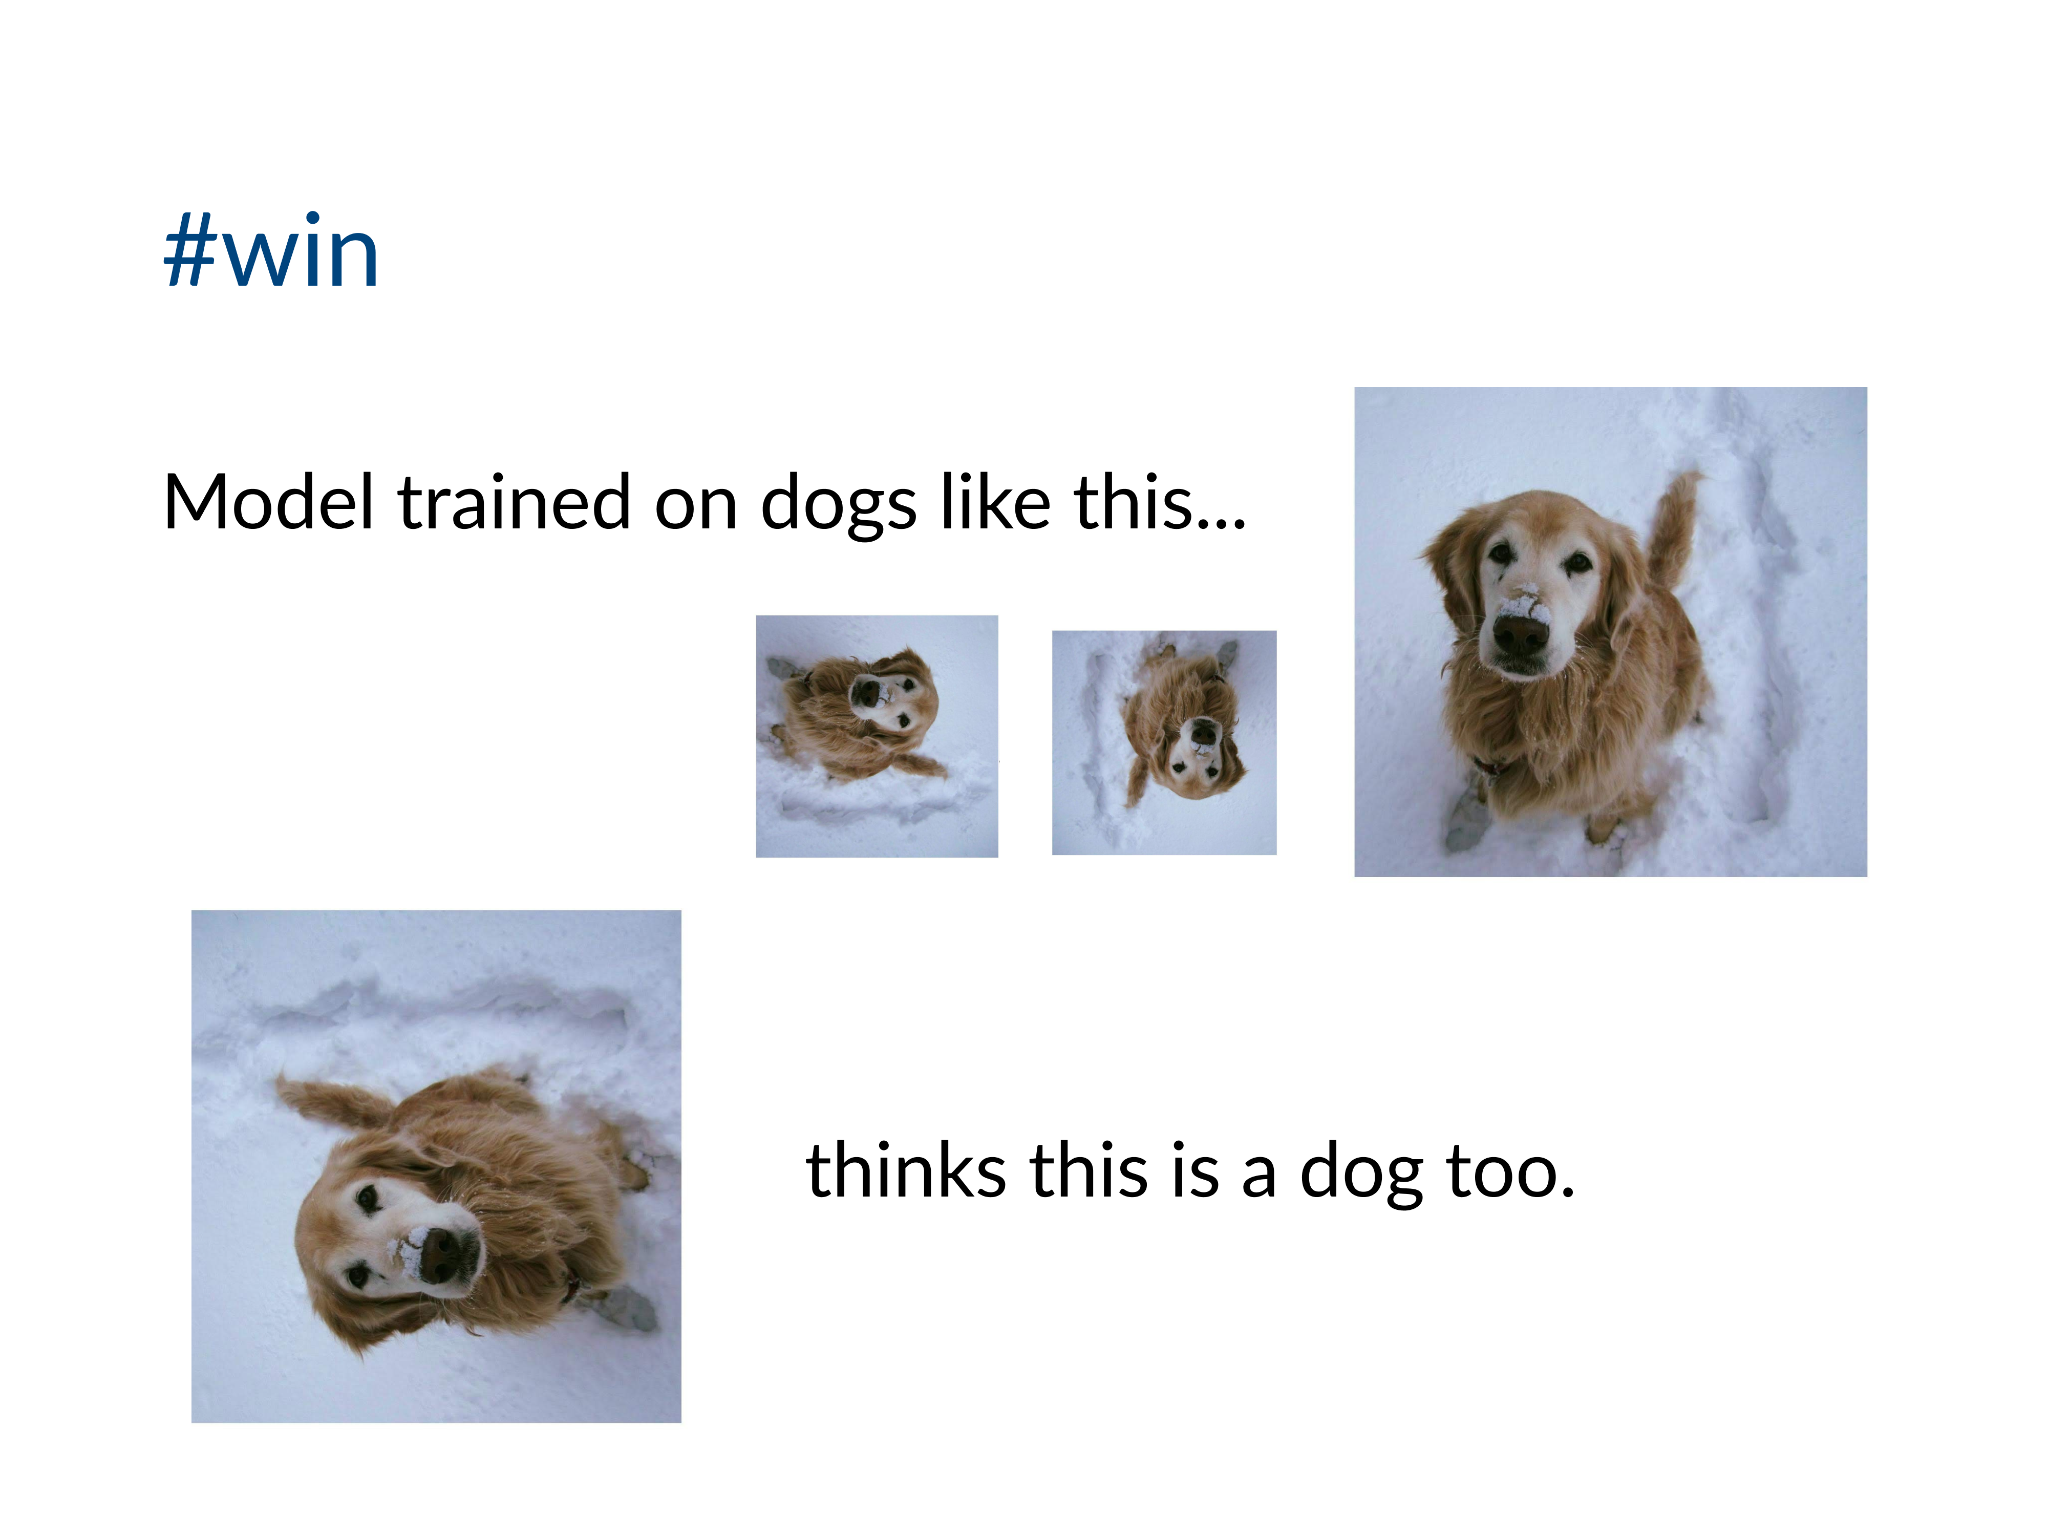 #win
Model trained on dogs like this...
thinks this is a dog too.